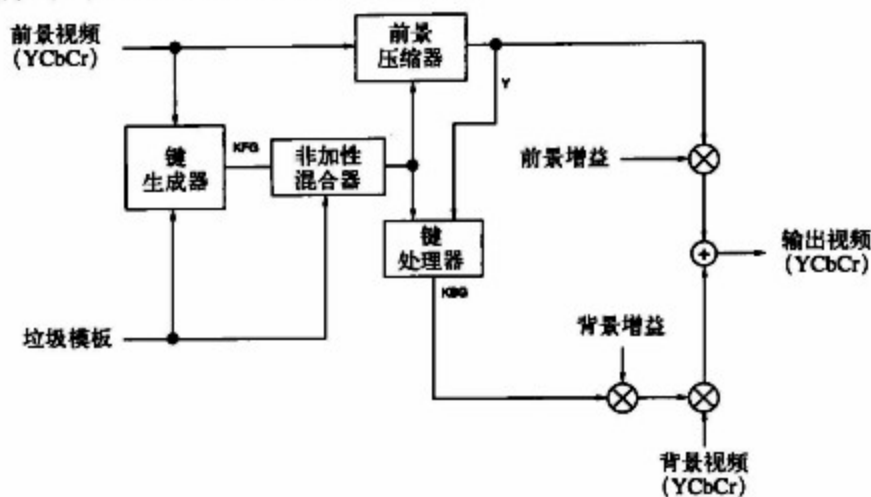 前景视频
(YCbCr)
前景
压缩器
Y
键
生成器
KFG
非加性
混合器
前景增益
键
处理器
KBG
输出视频
(YCbCr)
垃圾模板
背景增益
背景视频
(YCbCr)